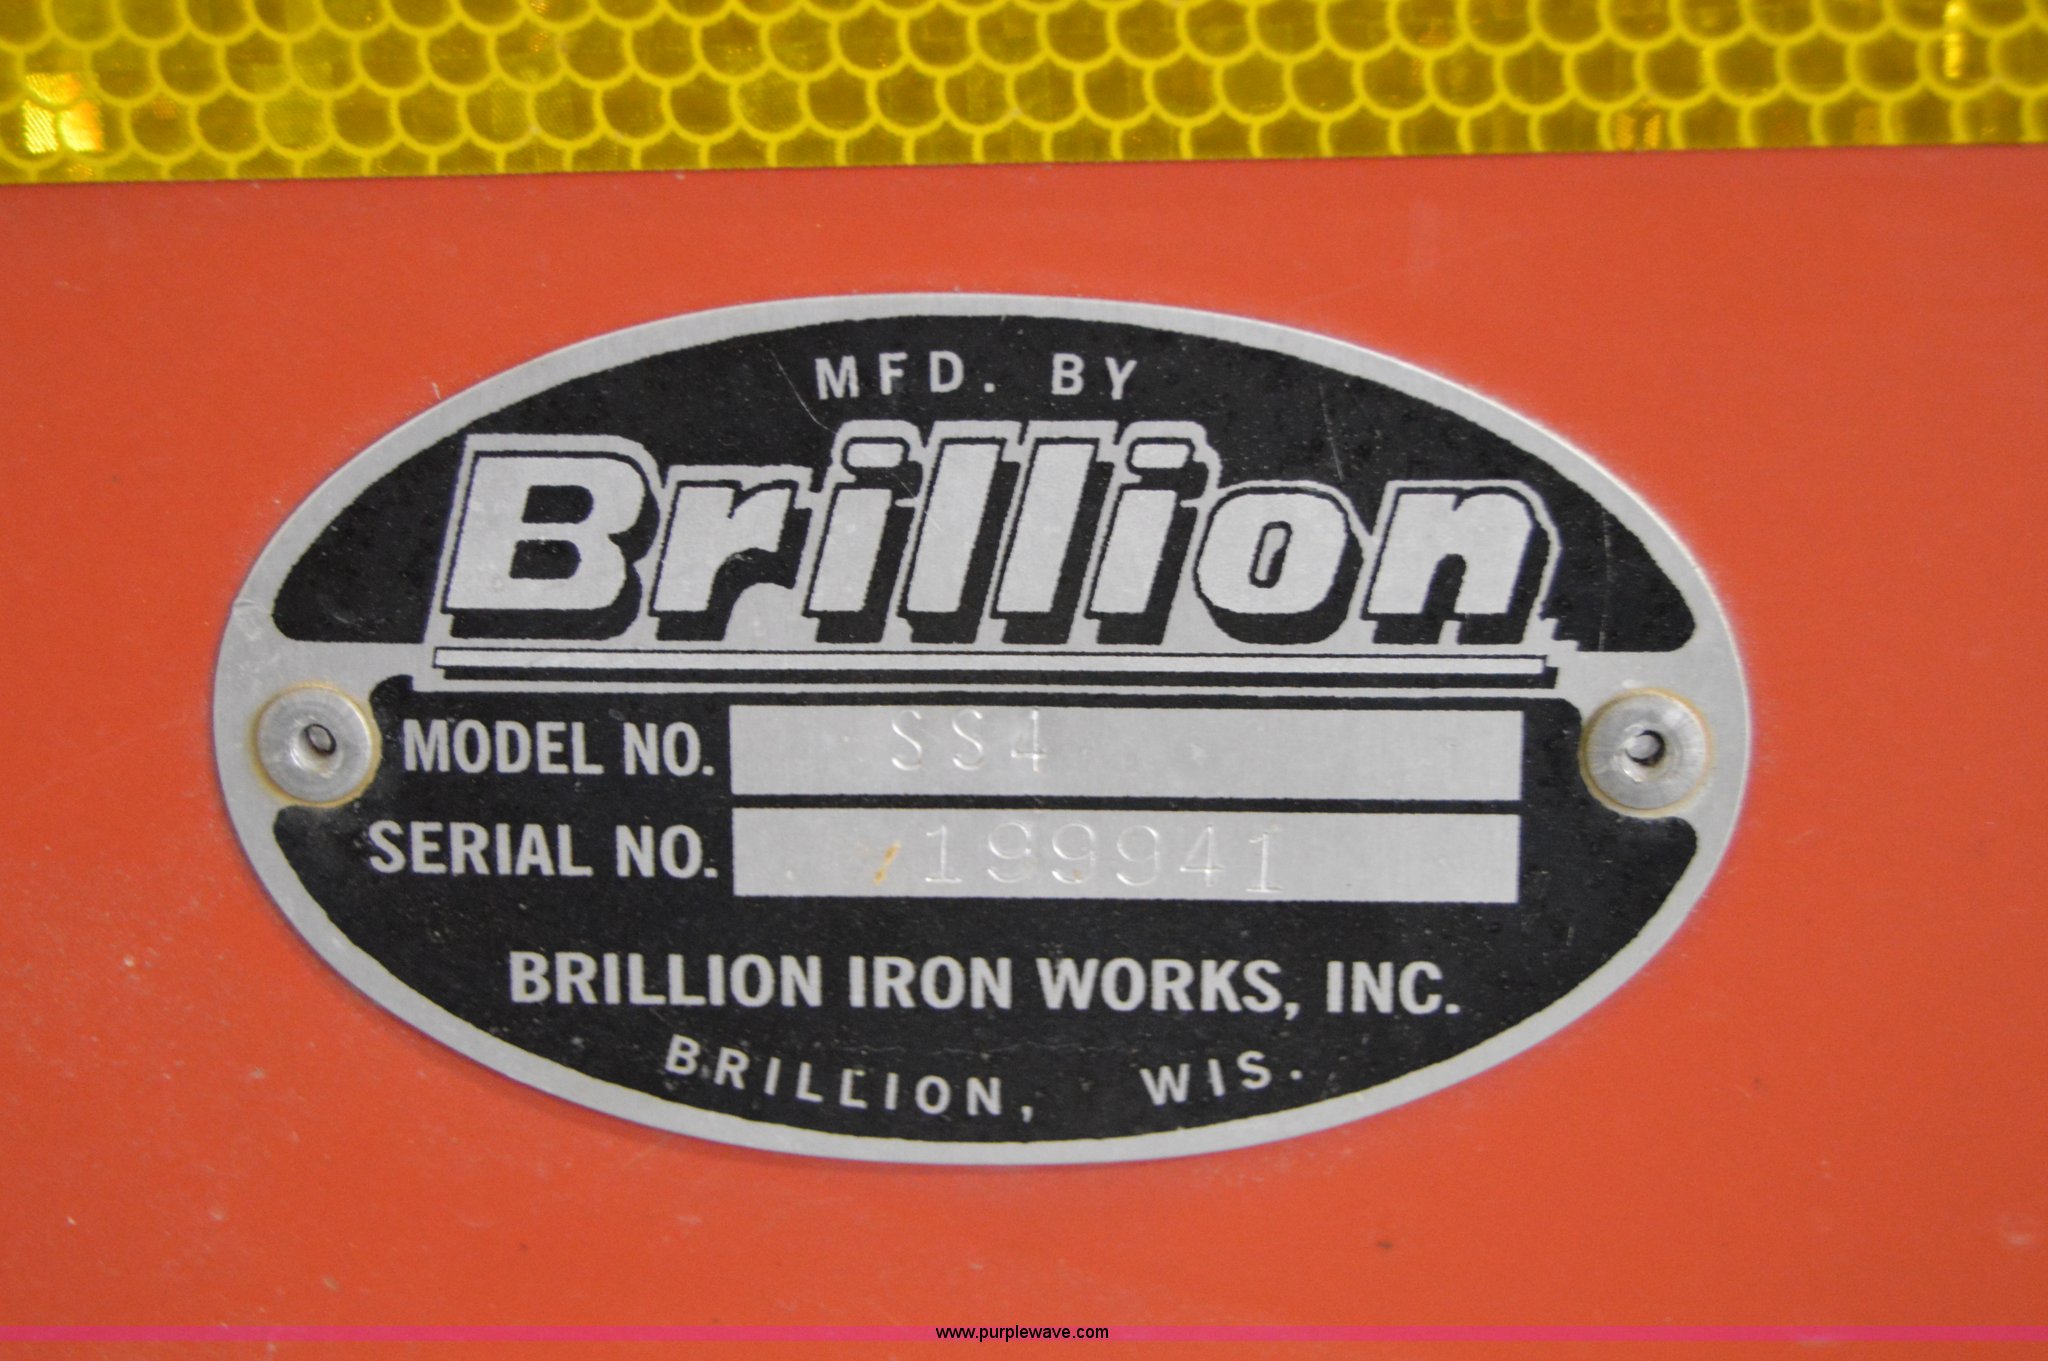 MFD. BY
Brillion
MODEL NO. SS4
SERIAL NO. 199941
BRILLION IRON WORKS, INC.
BRILLION, WIS.
www.purplewave.com